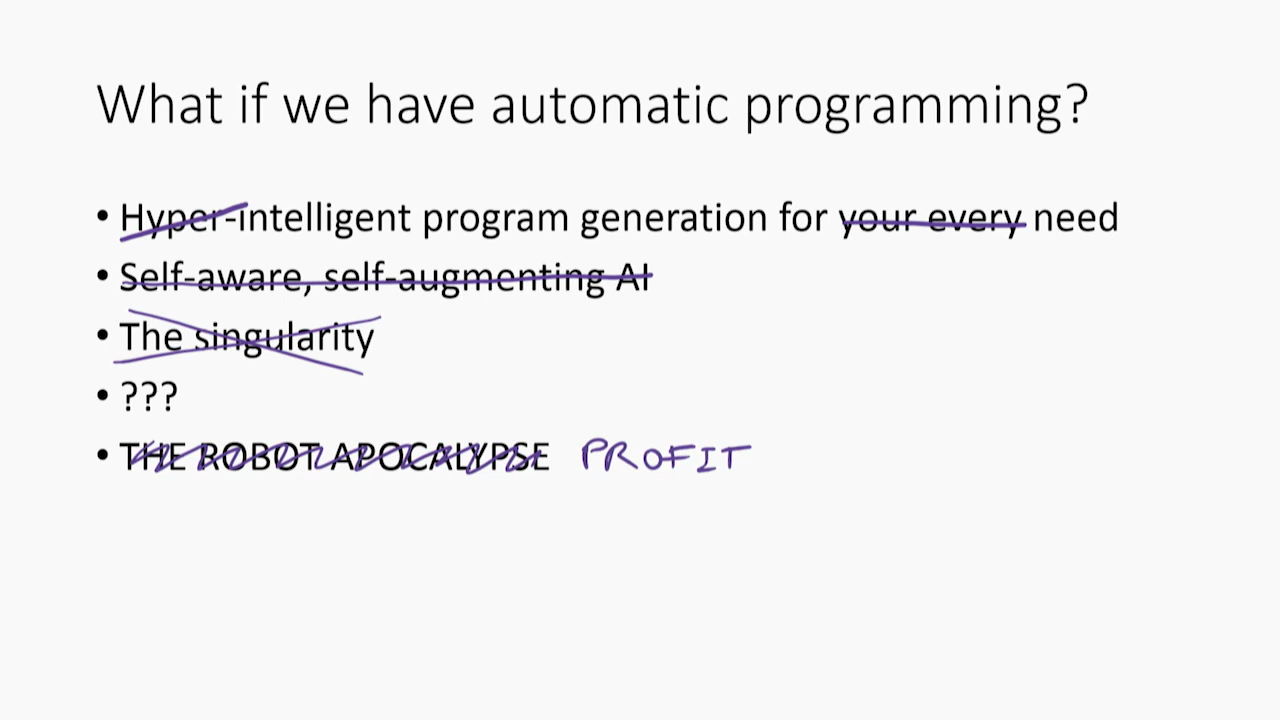 What if we have automatic programming?
• Hyper-intelligent program generation for your every need
• Self-aware, self-augmenting AI
• The singularity
• ???
• THE ROBOT APOCALYPSE PROFIT